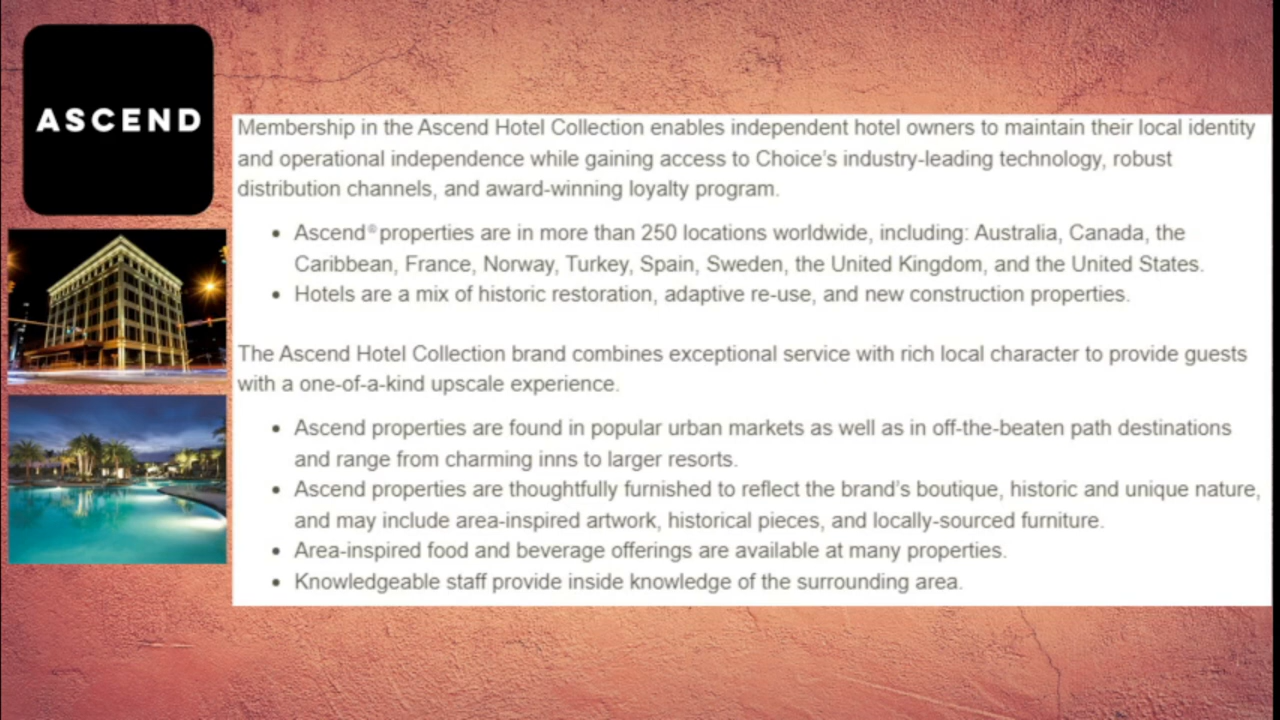 ASCEND
Membership in the Ascend Hotel Collection enables independent hotel owners to maintain their local identity
and operational independence while gaining access to Choice's industry-leading technology, robust
distribution channels, and award-winning loyalty program.
• Ascend® properties are in more than 250 locations worldwide, including: Australia, Canada, the
Caribbean, France, Norway, Turkey, Spain, Sweden, the United Kingdom, and the United States.
• Hotels are a mix of historic restoration, adaptive re-use, and new construction properties.
The Ascend Hotel Collection brand combines exceptional service with rich local character to provide guests
with a one-of-a-kind upscale experience.
• Ascend properties are found in popular urban markets as well as in off-the-beaten path destinations
and range from charming inns to larger resorts.
• Ascend properties are thoughtfully furnished to reflect the brand's boutique, historic and unique nature,
and may include area-inspired artwork, historical pieces, and locally-sourced furniture.
• Area-inspired food and beverage offerings are available at many properties.
• Knowledgeable staff provide inside knowledge of the surrounding area.